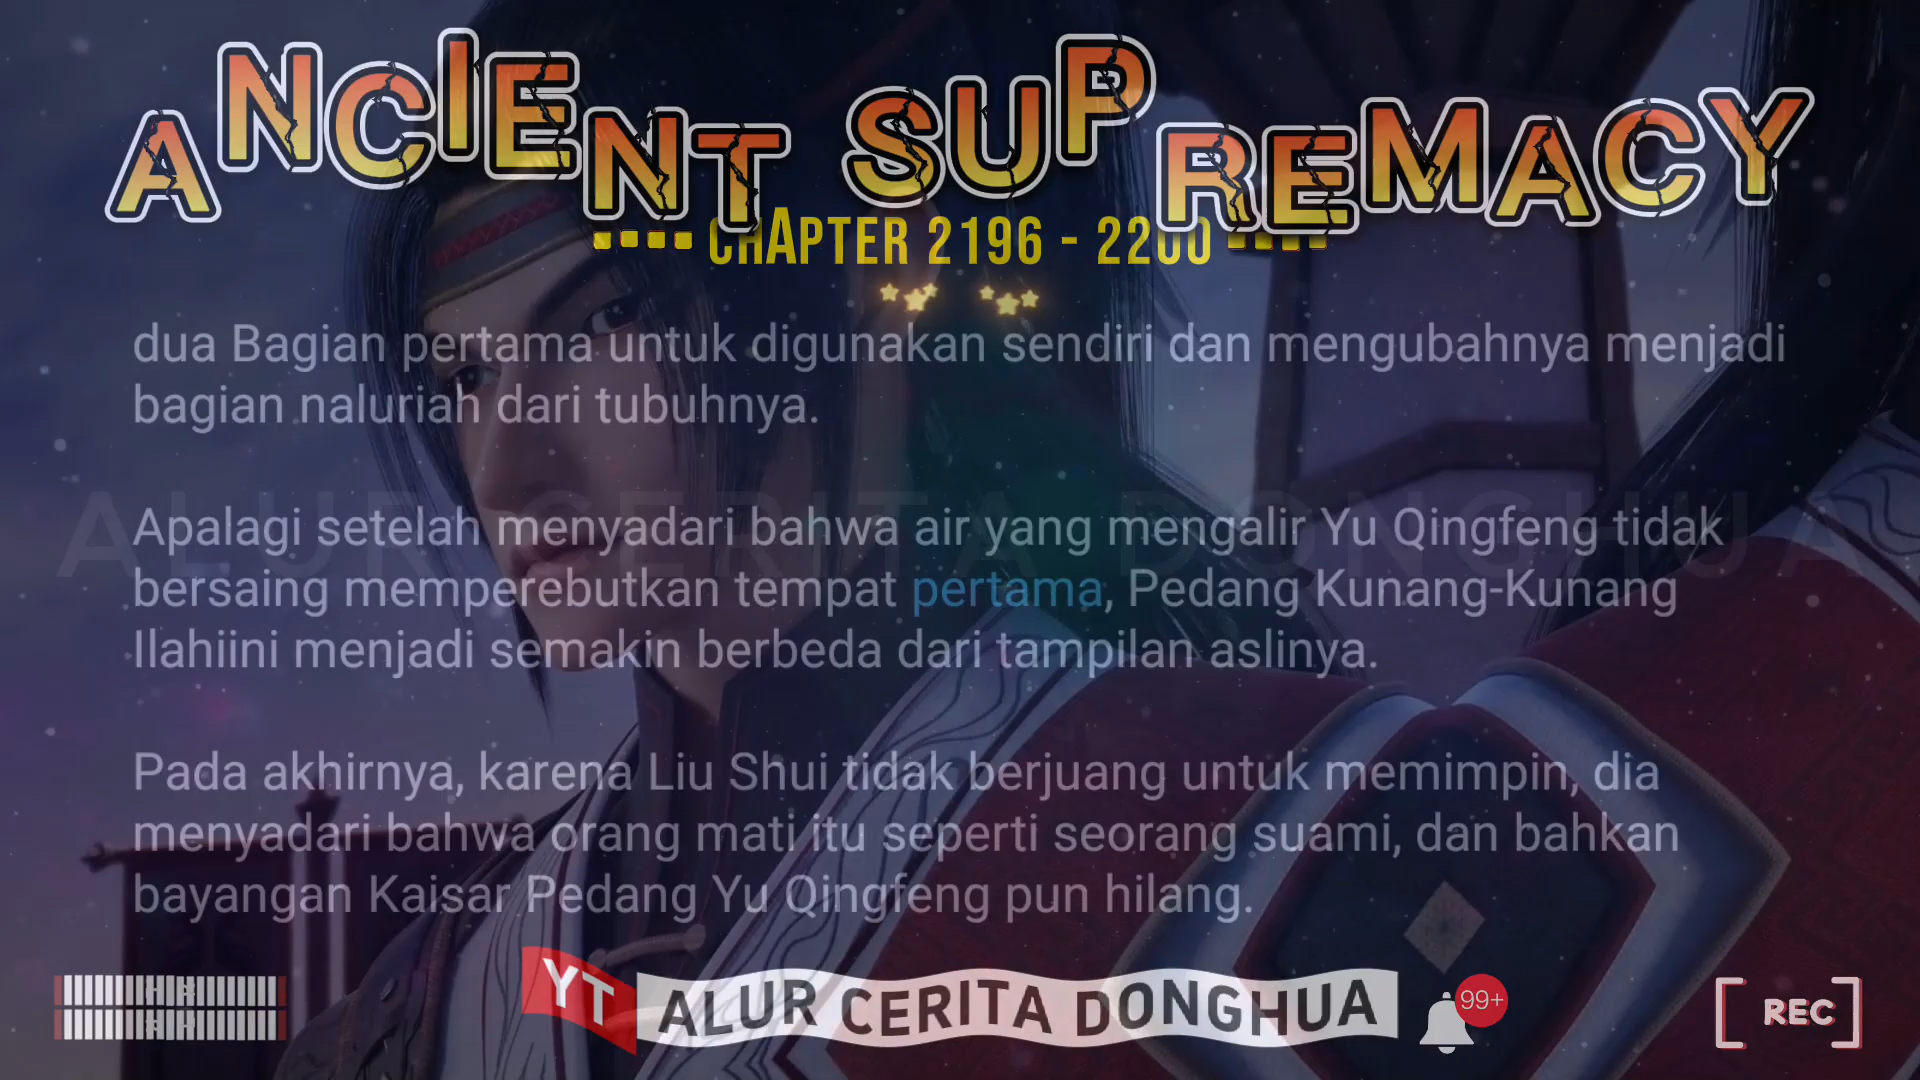 ANCIENT SUPREMACY
CHAPTER 2196 - 2200
dua Bagian pertama untuk digunakan sendiri dan mengubahnya menjadi
bagian naluriah dari tubuhnya.
ALUR CERITA DONGHUA
Apalagi setelah menyadari bahwa air yang mengalir Yu Qingfeng tidak
bersaing memperebutkan tempat pertama, Pedang Kunang-Kunang
Ilahiini menjadi semakin berbeda dari tampilan aslinya.
Pada akhirnya, karena Liu Shui tidak berjuang untuk memimpin, dia
menyadari bahwa orang mati itu seperti seorang suami, dan bahkan
bayangan Kaisar Pedang Yu Qingfeng pun hilang.
YT ALUR CERITA DONGHUA
99+
[ REC ]